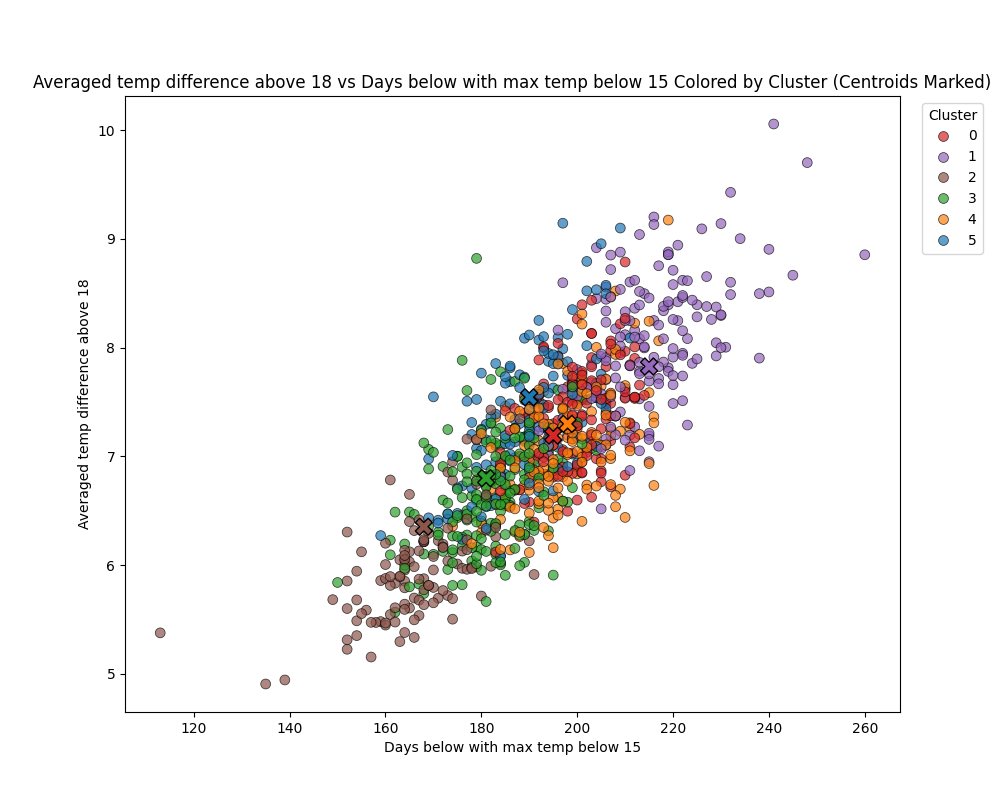 Averaged temp difference above 18 vs Days below with max temp below 15 Colored by Cluster (Centroids Marked)
Cluster
0
1
2
3
4
5
Averaged temp difference above 18
10
9
8
7
6
5
120 140 160 180 200 220 240 260
Days below with max temp below 15